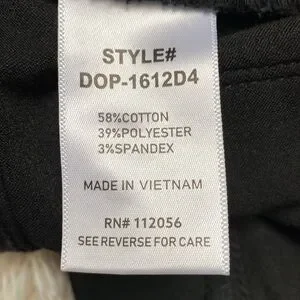 STYLE#
DOP-1612D4
58%COTTON
39%POLYESTER
3%SPANDEX
MADE IN VIETNAM
RN# 112056
SEE REVERSE FOR CARE